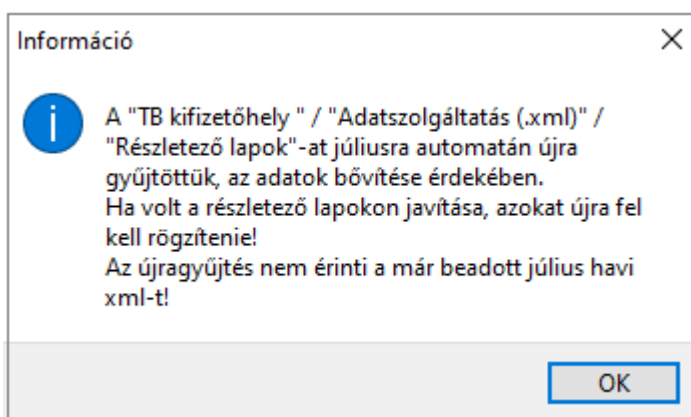 Információ
A "TB kifizetőhely " / "Adatszolgáltatás (.xml)" /
"Részletező lapok"-at júliusra automatán újra
gyűjtöttük, az adatok bővítése érdekében.
Ha volt a részletező lapokon javítása, azokat újra fel
kell rögzítenie!
Az újragyűjtés nem érinti a már beadott július havi
xml-t!
OK